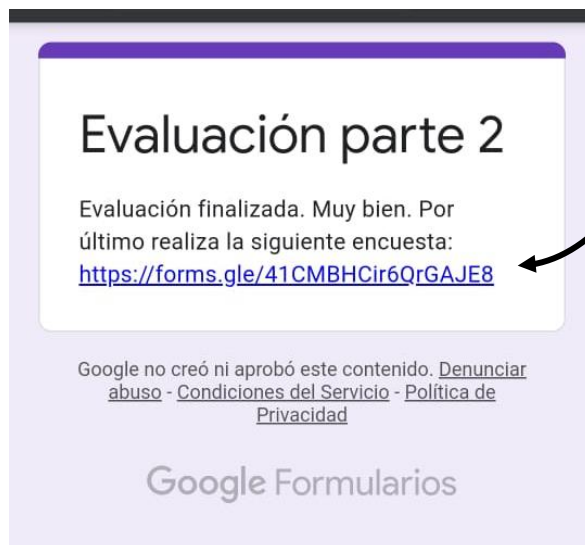 Evaluación parte 2
Evaluación finalizada. Muy bien. Por
último realiza la siguiente encuesta:
https://forms.gle/41CMBHCir6QrGAJE8
Google no creó ni aprobó este contenido. Denunciar
abuso - Condiciones del Servicio - Política de
Privacidad
Google Formularios